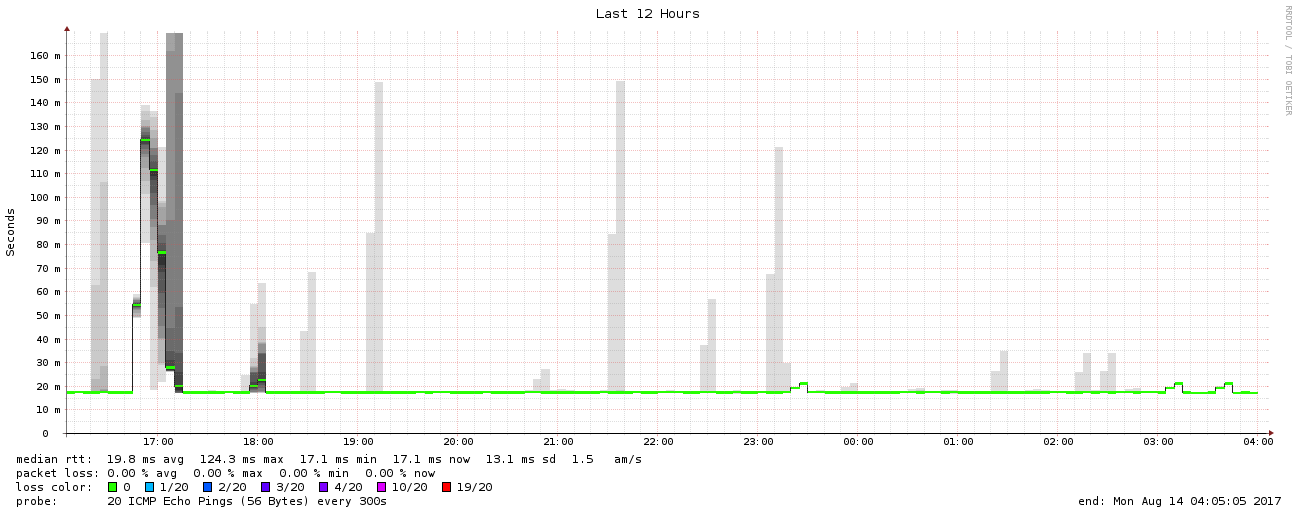 Last 12 Hours
RRDTOOL / TOBI OETIKER
Seconds
160 m
150 m
140 m
130 m
120 m
110 m
100 m
90 m
80 m
70 m
60 m
50 m
40 m
30 m
20 m
10 m
0
17:00 18:00 19:00 20:00 21:00 22:00 23:00 00:00 01:00 02:00 03:00 04:00
median rtt: 19.8 ms avg 124.3 ms max 17.1 ms min 17.1 ms now 13.1 ms sd 1.5 am/s
packet loss: 0.00 % avg 0.00 % max 0.00 % min 0.00 % now
loss color: 0 1/20 2/20 3/20 4/20 10/20 19/20
probe: 20 ICMP Echo Pings (56 Bytes) every 300s end: Mon Aug 14 04:05:05 2017